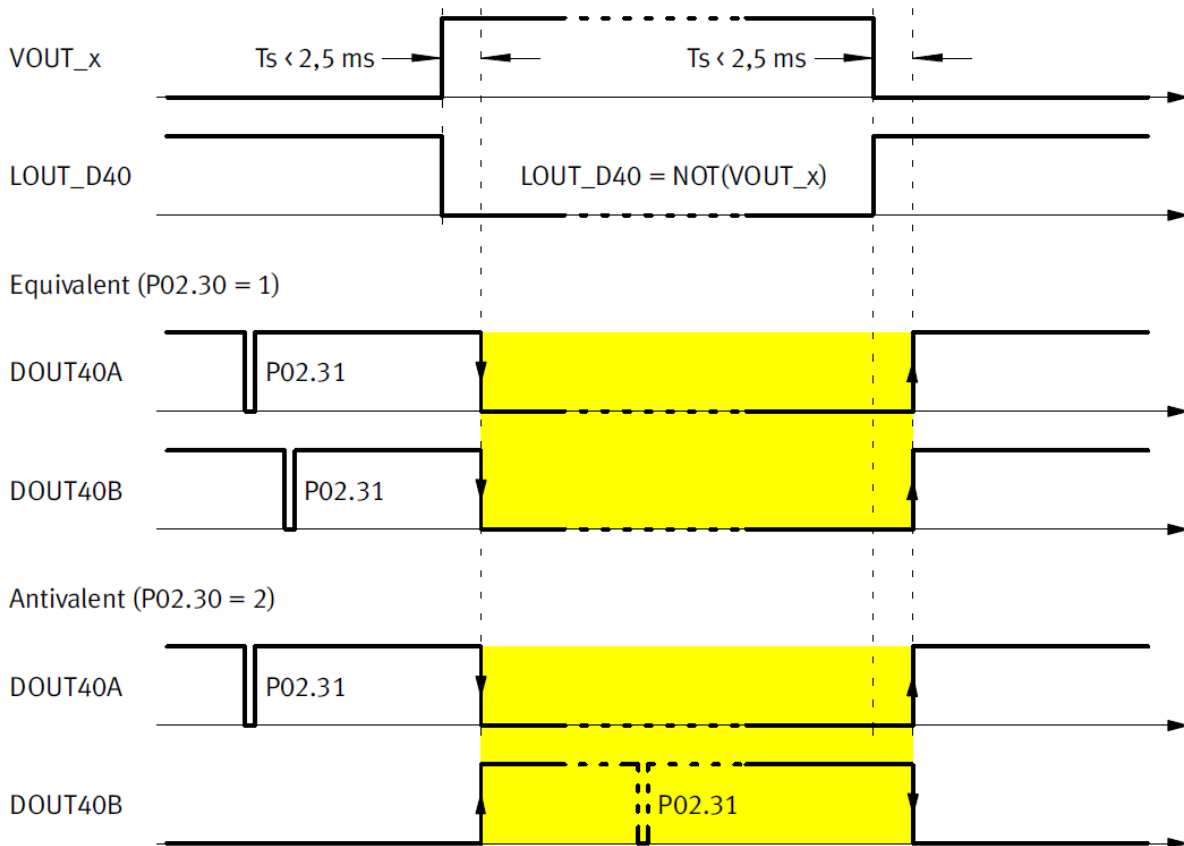 VOUT_x Ts < 2,5 ms Ts < 2,5 ms
LOUT_D40 LOUT_D40 = NOT(VOUT_x)
Equivalent (P02.30 = 1)
DOUT40A P02.31
DOUT40B P02.31
Antivalent (P02.30 = 2)
DOUT40A P02.31
DOUT40B P02.31